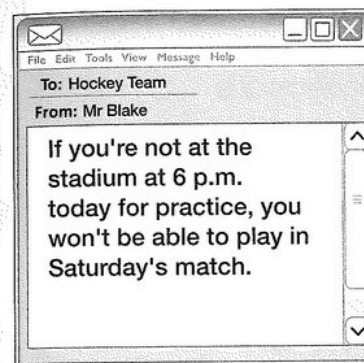 File Edit Tools View Message Help
To: Hockey Team
From: Mr Blake
If you're not at the
stadium at 6 p.m.
today for practice, you
won't be able to play in
Saturday's match.